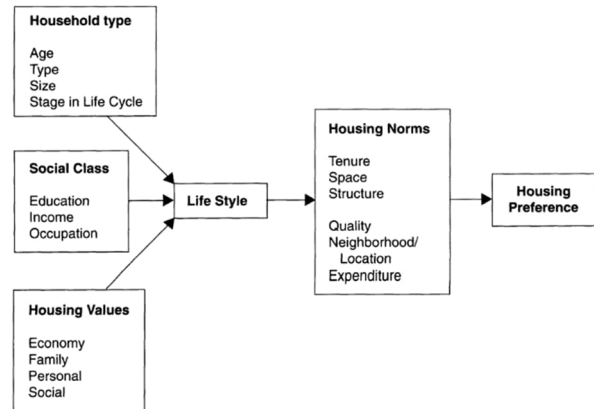 Household type
Age
Type
Size
Stage in Life Cycle
Social Class
Education
Income
Occupation
Housing Values
Economy
Family
Personal
Social
Life Style
Housing Norms
Tenure
Space
Structure
Quality
Neighborhood/
Location
Expenditure
Housing
Preference